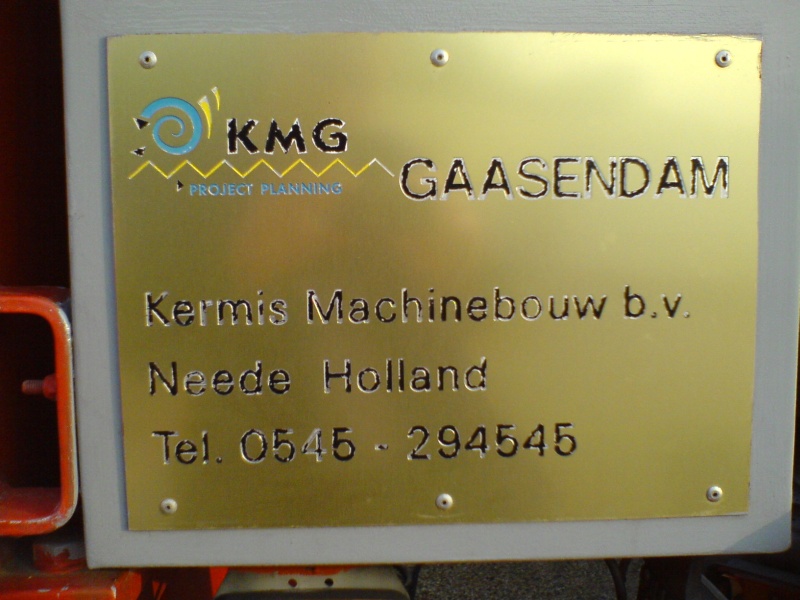 KMG
PROJECT PLANNING
GAASENDAM
Kermis Machinebouw b.v.
Neede Holland
Tel. 0545 - 294545